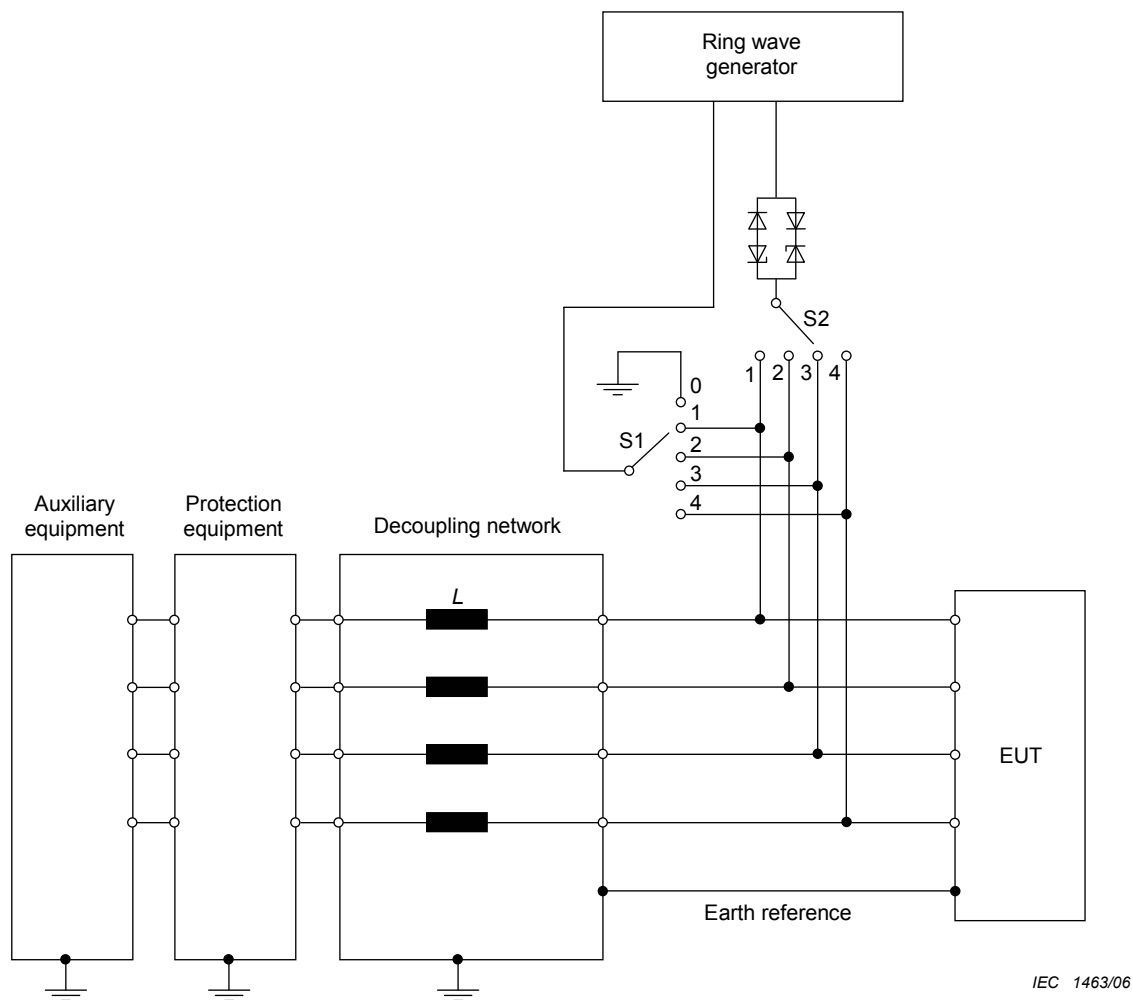 Ring wave
generator
S2
1 2 3 4
0
1
S1
2
3
4
Auxiliary
equipment
Protection
equipment
Decoupling network
L
EUT
Earth reference
IEC 1463/06